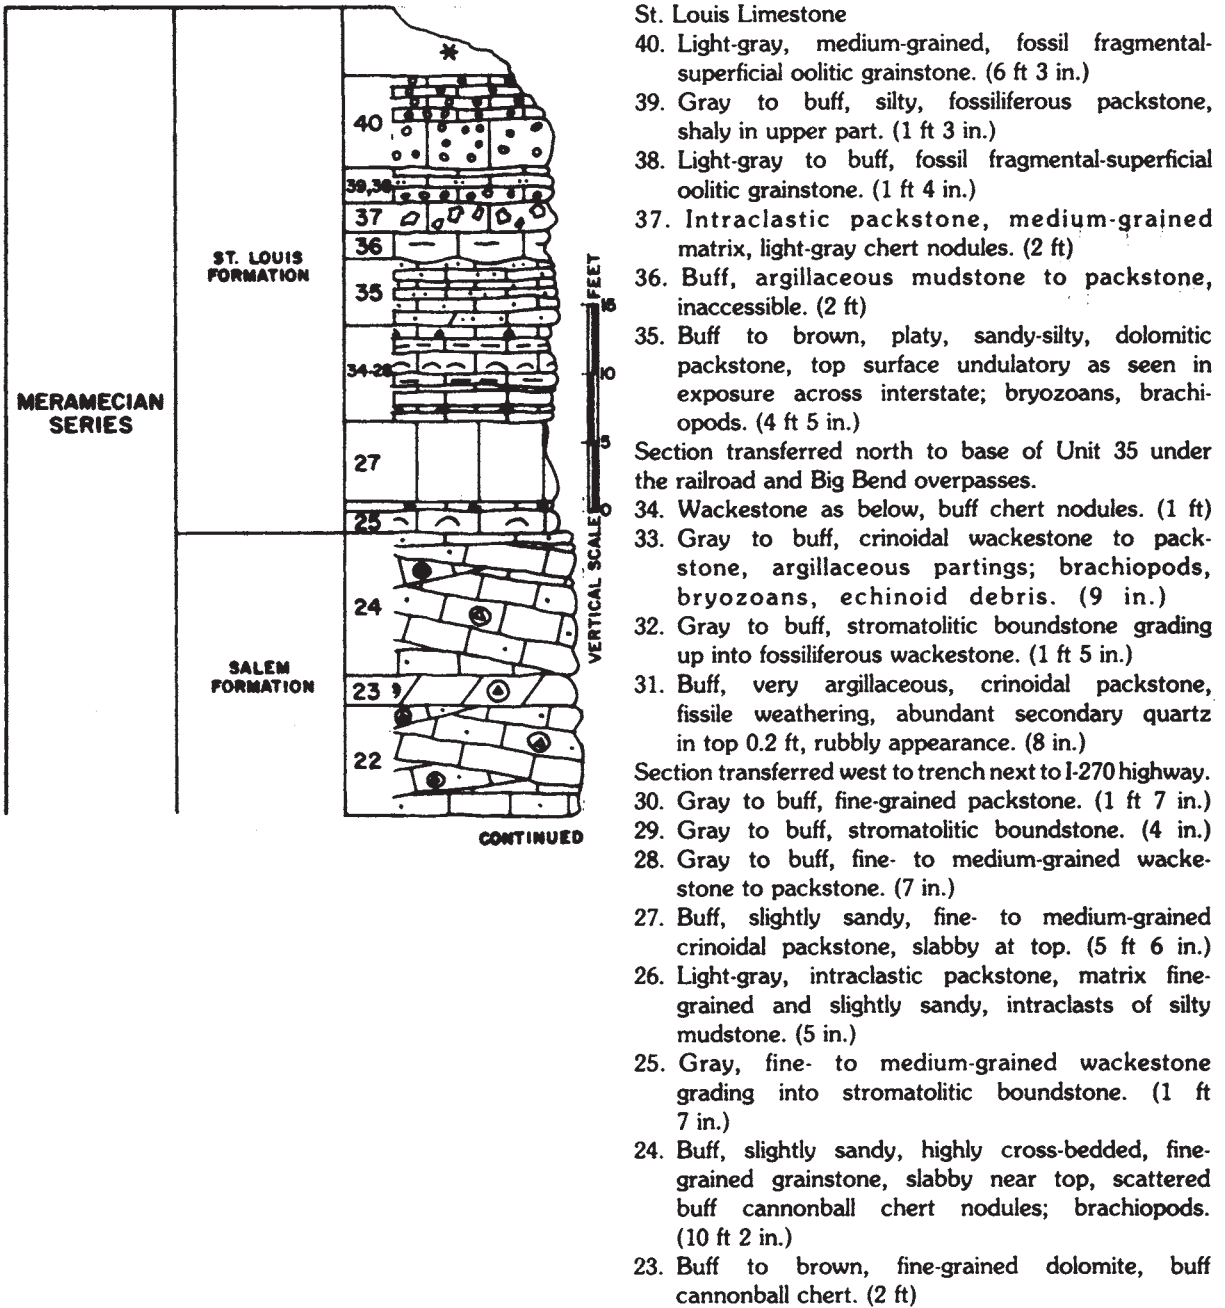 MERAMECIAN
SERIES
ST. LOUIS
FORMATION
SALEM
FORMATION
*
40
39,38
37
36
35
34-28
27
25
24
23
22
FEET
15
10
5
0
VERTICAL SCALE
CONTINUED
St. Louis Limestone
40. Light-gray, medium-grained, fossil fragmental-
superficial oolitic grainstone. (6 ft 3 in.)
39. Gray to buff, silty, fossiliferous packstone,
shaly in upper part. (1 ft 3 in.)
38. Light-gray to buff, fossil fragmental-superficial
oolitic grainstone. (1 ft 4 in.)
37. Intraclastic packstone, medium-grained
matrix, light-gray chert nodules. (2 ft)
36. Buff, argillaceous mudstone to packstone,
inaccessible. (2 ft)
35. Buff to brown, platy, sandy-silty, dolomitic
packstone, top surface undulatory as seen in
exposure across interstate; bryozoans, brachi-
opods. (4 ft 5 in.)
Section transferred north to base of Unit 35 under
the railroad and Big Bend overpasses.
34. Wackestone as below, buff chert nodules. (1 ft)
33. Gray to buff, crinoidal wackestone to pack-
stone, argillaceous partings; brachiopods,
bryozoans, echinoid debris. (9 in.)
32. Gray to buff, stromatolitic boundstone grading
up into fossiliferous wackestone. (1 ft 5 in.)
31. Buff, very argillaceous, crinoidal packstone,
fissile weathering, abundant secondary quartz
in top 0.2 ft, rubbly appearance. (8 in.)
Section transferred west to trench next to I-270 highway.
30. Gray to buff, fine-grained packstone. (1 ft 7 in.)
29. Gray to buff, stromatolitic boundstone. (4 in.)
28. Gray to buff, fine- to medium-grained wacke-
stone to packstone. (7 in.)
27. Buff, slightly sandy, fine- to medium-grained
crinoidal packstone, slabby at top. (5 ft 6 in.)
26. Light-gray, intraclastic packstone, matrix fine-
grained and slightly sandy, intraclasts of silty
mudstone. (5 in.)
25. Gray, fine- to medium-grained wackestone
grading into stromatolitic boundstone. (1 ft
7 in.)
24. Buff, slightly sandy, highly cross-bedded, fine-
grained grainstone, slabby near top, scattered
buff cannonball chert nodules; brachiopods.
(10 ft 2 in.)
23. Buff to brown, fine-grained dolomite, buff
cannonball chert. (2 ft)